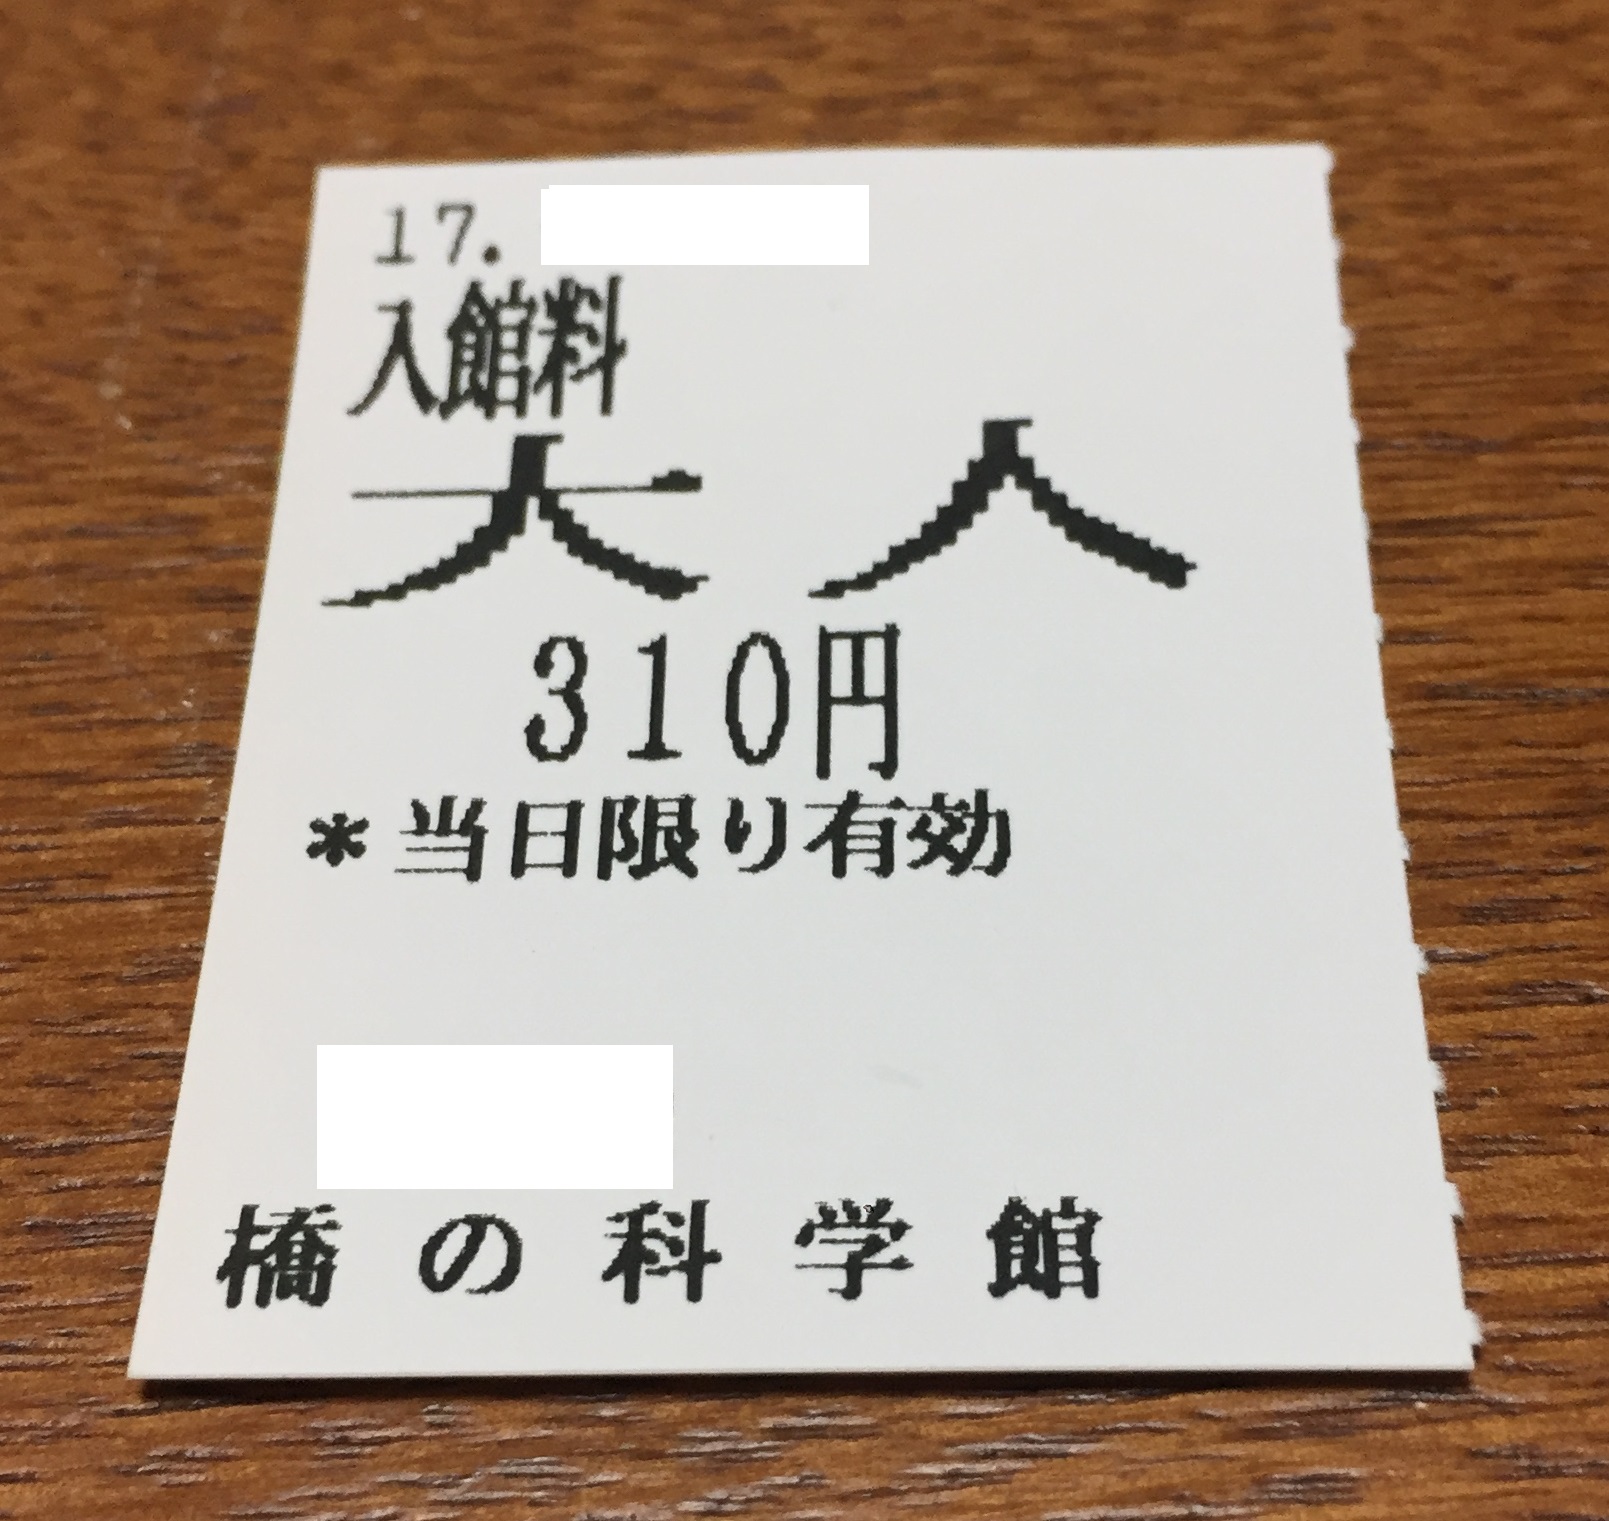 17.
入館料
大人
310円
*当日限り有効
橋の科学館